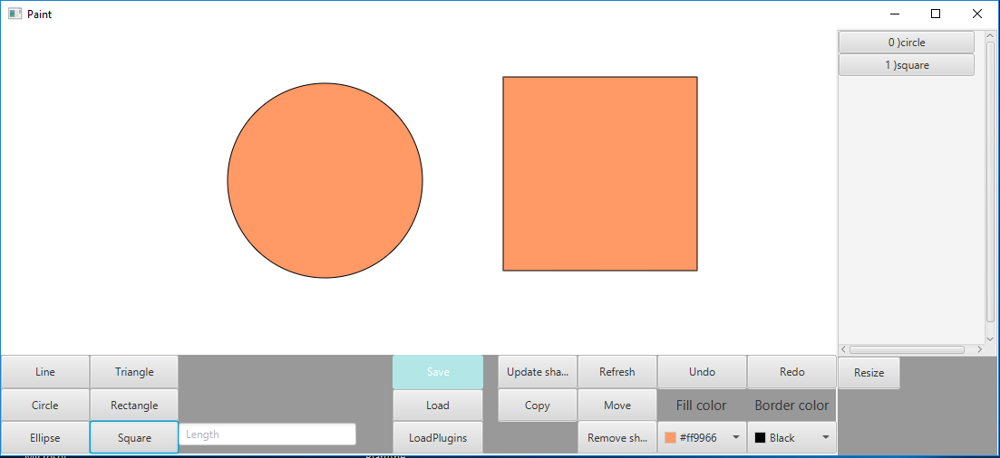 Paint
0 )circle
1 )square
Line
Triangle
Save
Update sha...
Refresh
Undo
Redo
Resize
Circle
Rectangle
Load
Copy
Move
Fill color
Border color
Ellipse
Square
Length
LoadPlugins
Remove sh...
#ff9966
Black